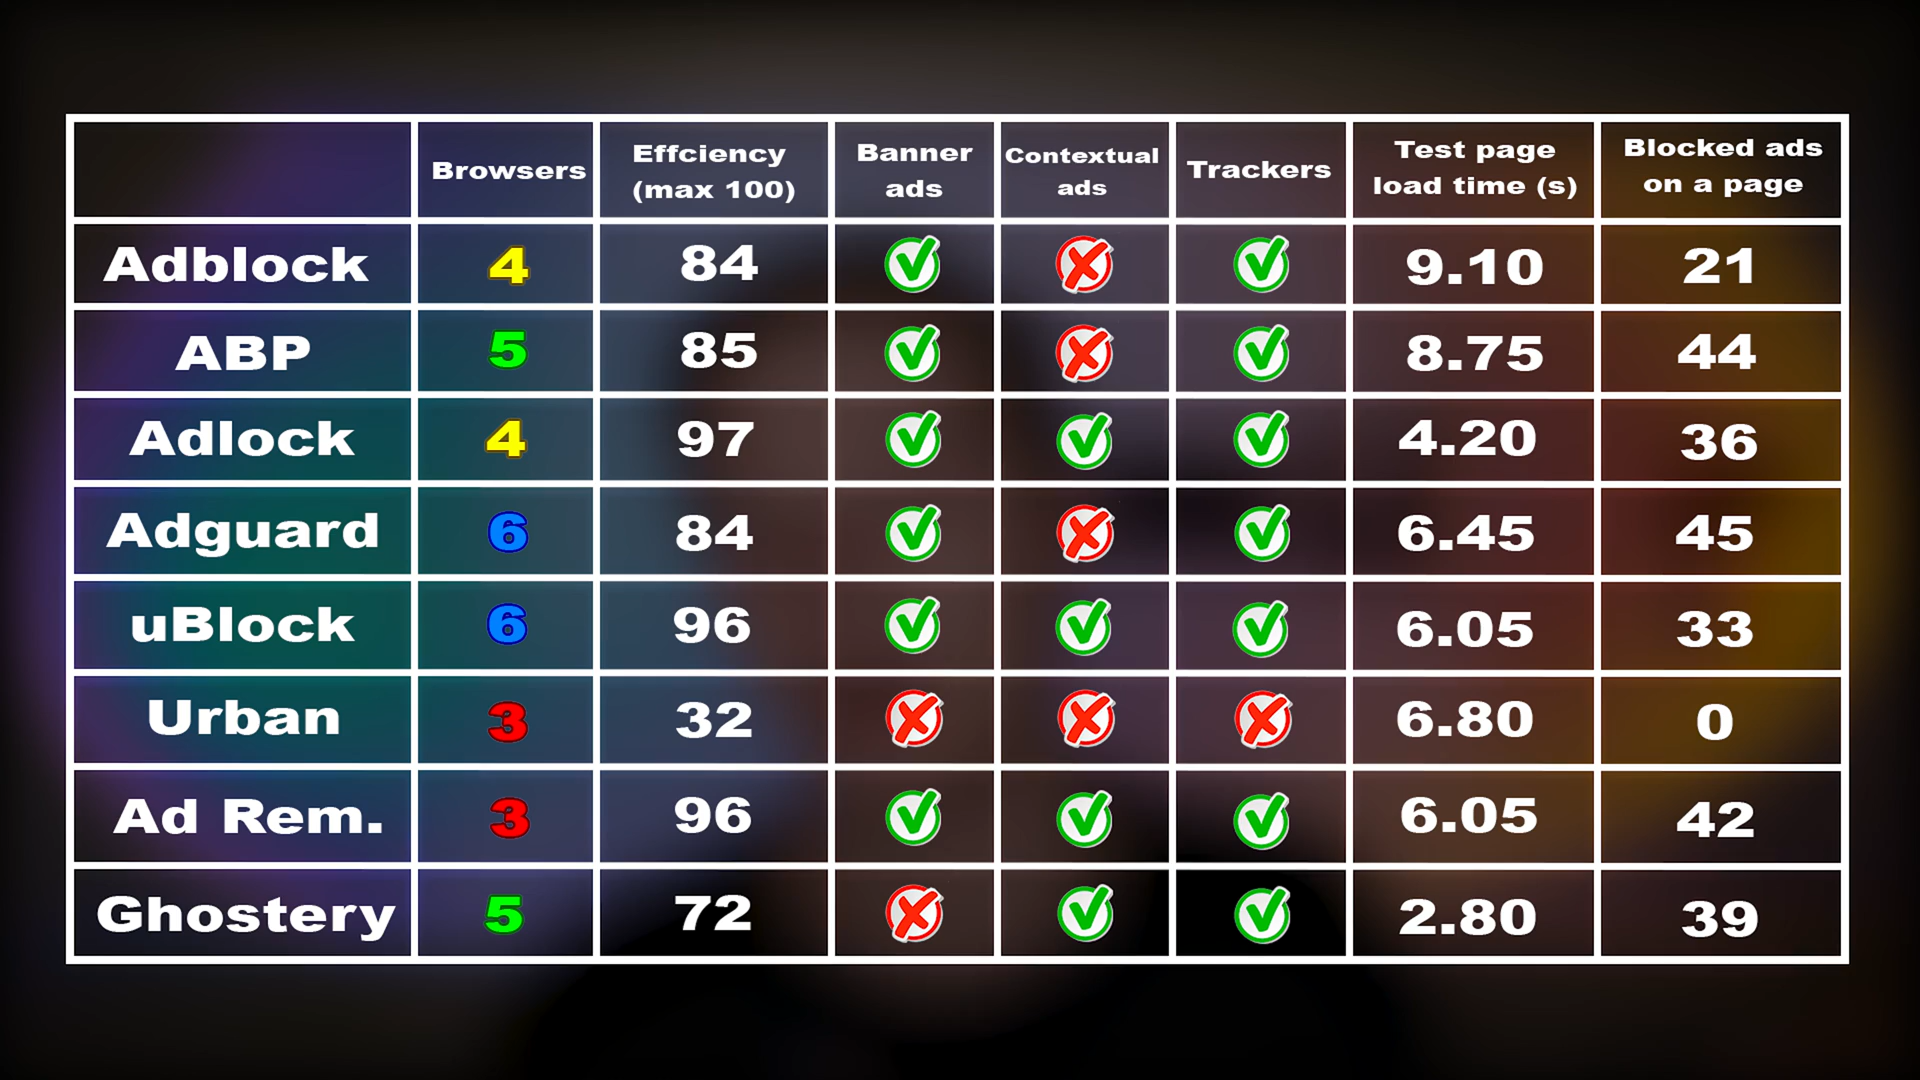 Browsers Effciency (max 100) Banner ads Contextual ads Trackers Test page load time (s) Blocked ads on a page
Adblock 4 84 9.10 21
ABP 5 85 8.75 44
Adlock 4 97 4.20 36
Adguard 6 84 6.45 45
uBlock 6 96 6.05 33
Urban 3 32 6.80 0
Ad Rem. 3 96 6.05 42
Ghostery 5 72 2.80 39